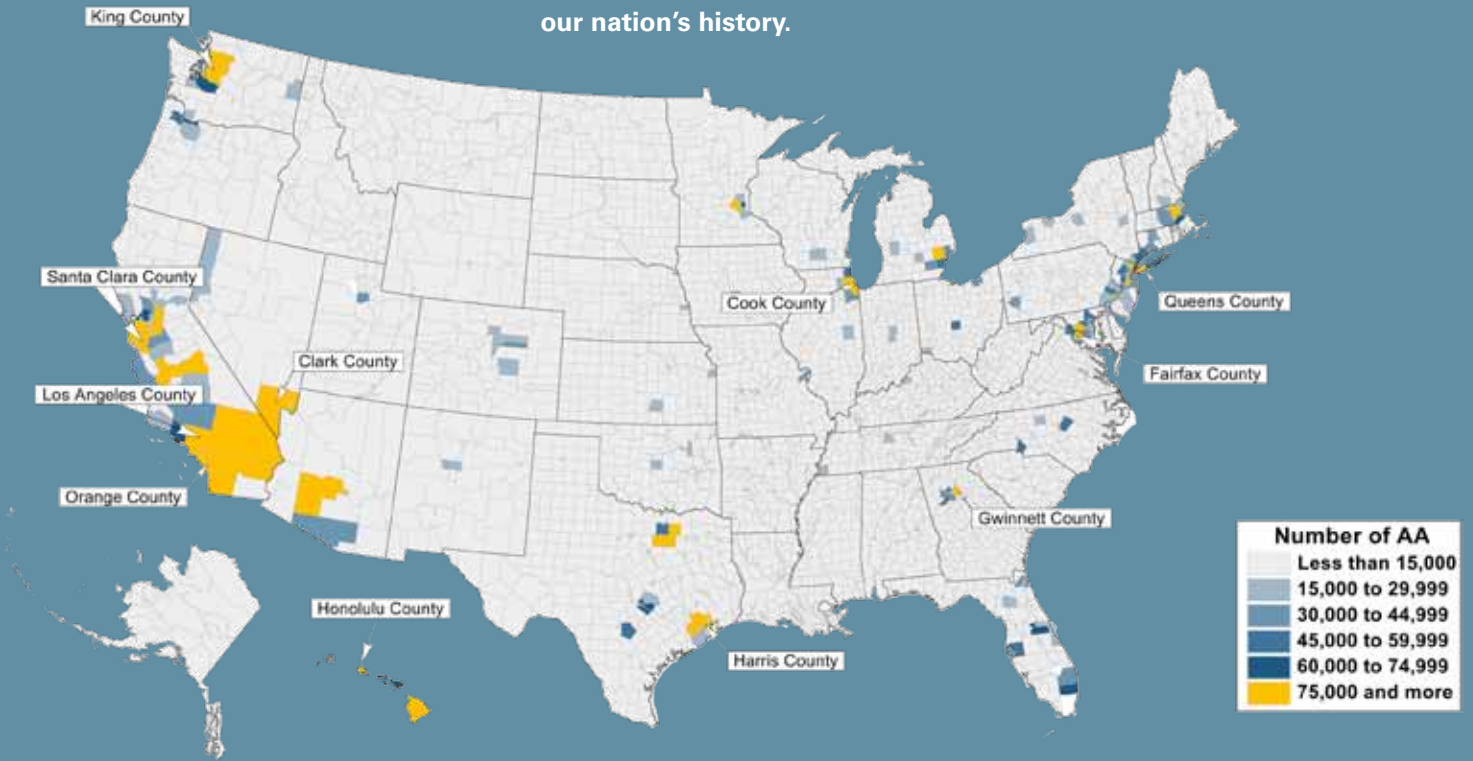 our nation’s history.
King County
Santa Clara County
Clark County
Los Angeles County
Orange County
Honolulu County
Cook County
Queens County
Fairfax County
Gwinnett County
Harris County
Number of AA
Less than 15,000
15,000 to 29,999
30,000 to 44,999
45,000 to 59,999
60,000 to 74,999
75,000 and more